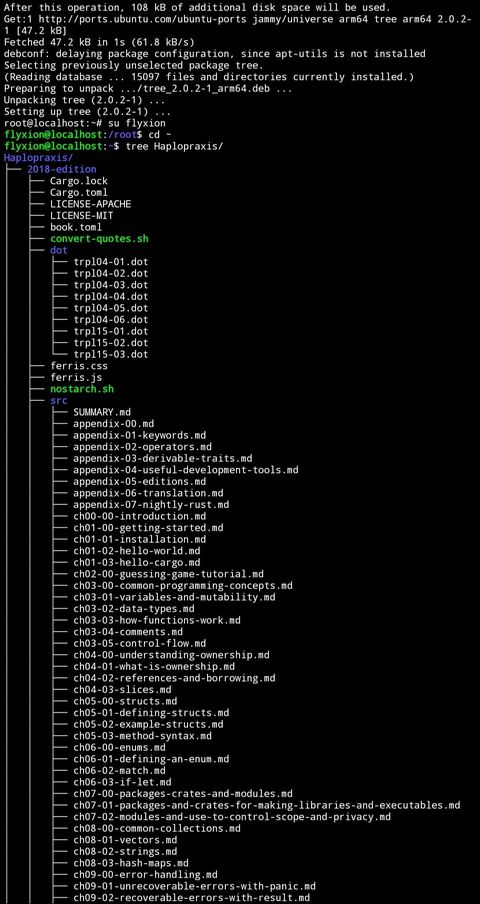 After this operation, 108 kB of additional disk space will be used.
Get:1 http://ports.ubuntu.com/ubuntu-ports jammy/universe arm64 tree arm64 2.0.2-
1 [47.2 kB]
Fetched 47.2 kB in 1s (61.8 kB/s)
debconf: delaying package configuration, since apt-utils is not installed
Selecting previously unselected package tree.
(Reading database ... 15097 files and directories currently installed.)
Preparing to unpack .../tree_2.0.2-1_arm64.deb ...
Unpacking tree (2.0.2-1) ...
Setting up tree (2.0.2-1) ...
root@localhost:~# su flyxion
flyxion@localhost:/root$ cd ~
flyxion@localhost:~$ tree Haplopraxis/
Haplopraxis/
├── 2018-edition
│   ├── Cargo.lock
│   ├── Cargo.toml
│   ├── LICENSE-APACHE
│   ├── LICENSE-MIT
│   ├── book.toml
│   ├── convert-quotes.sh
│   ├── dot
│   │   ├── trpl04-01.dot
│   │   ├── trpl04-02.dot
│   │   ├── trpl04-03.dot
│   │   ├── trpl04-04.dot
│   │   ├── trpl04-05.dot
│   │   ├── trpl04-06.dot
│   │   ├── trpl15-01.dot
│   │   ├── trpl15-02.dot
│   │   └── trpl15-03.dot
│   ├── ferris.css
│   ├── ferris.js
│   ├── nostarch.sh
│   ├── src
│   │   ├── SUMMARY.md
│   │   ├── appendix-00.md
│   │   ├── appendix-01-keywords.md
│   │   ├── appendix-02-operators.md
│   │   ├── appendix-03-derivable-traits.md
│   │   ├── appendix-04-useful-development-tools.md
│   │   ├── appendix-05-editions.md
│   │   ├── appendix-06-translation.md
│   │   ├── appendix-07-nightly-rust.md
│   │   ├── ch00-00-introduction.md
│   │   ├── ch01-00-getting-started.md
│   │   ├── ch01-01-installation.md
│   │   ├── ch01-02-hello-world.md
│   │   ├── ch01-03-hello-cargo.md
│   │   ├── ch02-00-guessing-game-tutorial.md
│   │   ├── ch03-00-common-programming-concepts.md
│   │   ├── ch03-01-variables-and-mutability.md
│   │   ├── ch03-02-data-types.md
│   │   ├── ch03-03-how-functions-work.md
│   │   ├── ch03-04-comments.md
│   │   ├── ch03-05-control-flow.md
│   │   ├── ch04-00-understanding-ownership.md
│   │   ├── ch04-01-what-is-ownership.md
│   │   ├── ch04-02-references-and-borrowing.md
│   │   ├── ch04-03-slices.md
│   │   ├── ch05-00-structs.md
│   │   ├── ch05-01-defining-structs.md
│   │   ├── ch05-02-example-structs.md
│   │   ├── ch05-03-method-syntax.md
│   │   ├── ch06-00-enums.md
│   │   ├── ch06-01-defining-an-enum.md
│   │   ├── ch06-02-match.md
│   │   ├── ch06-03-if-let.md
│   │   ├── ch07-00-packages-crates-and-modules.md
│   │   ├── ch07-01-packages-and-crates-for-making-libraries-and-executables.md
│   │   ├── ch07-02-modules-and-use-to-control-scope-and-privacy.md
│   │   ├── ch08-00-common-collections.md
│   │   ├── ch08-01-vectors.md
│   │   ├── ch08-02-strings.md
│   │   ├── ch08-03-hash-maps.md
│   │   ├── ch09-00-error-handling.md
│   │   ├── ch09-01-unrecoverable-errors-with-panic.md
│   │   ├── ch09-02-recoverable-errors-with-result.md